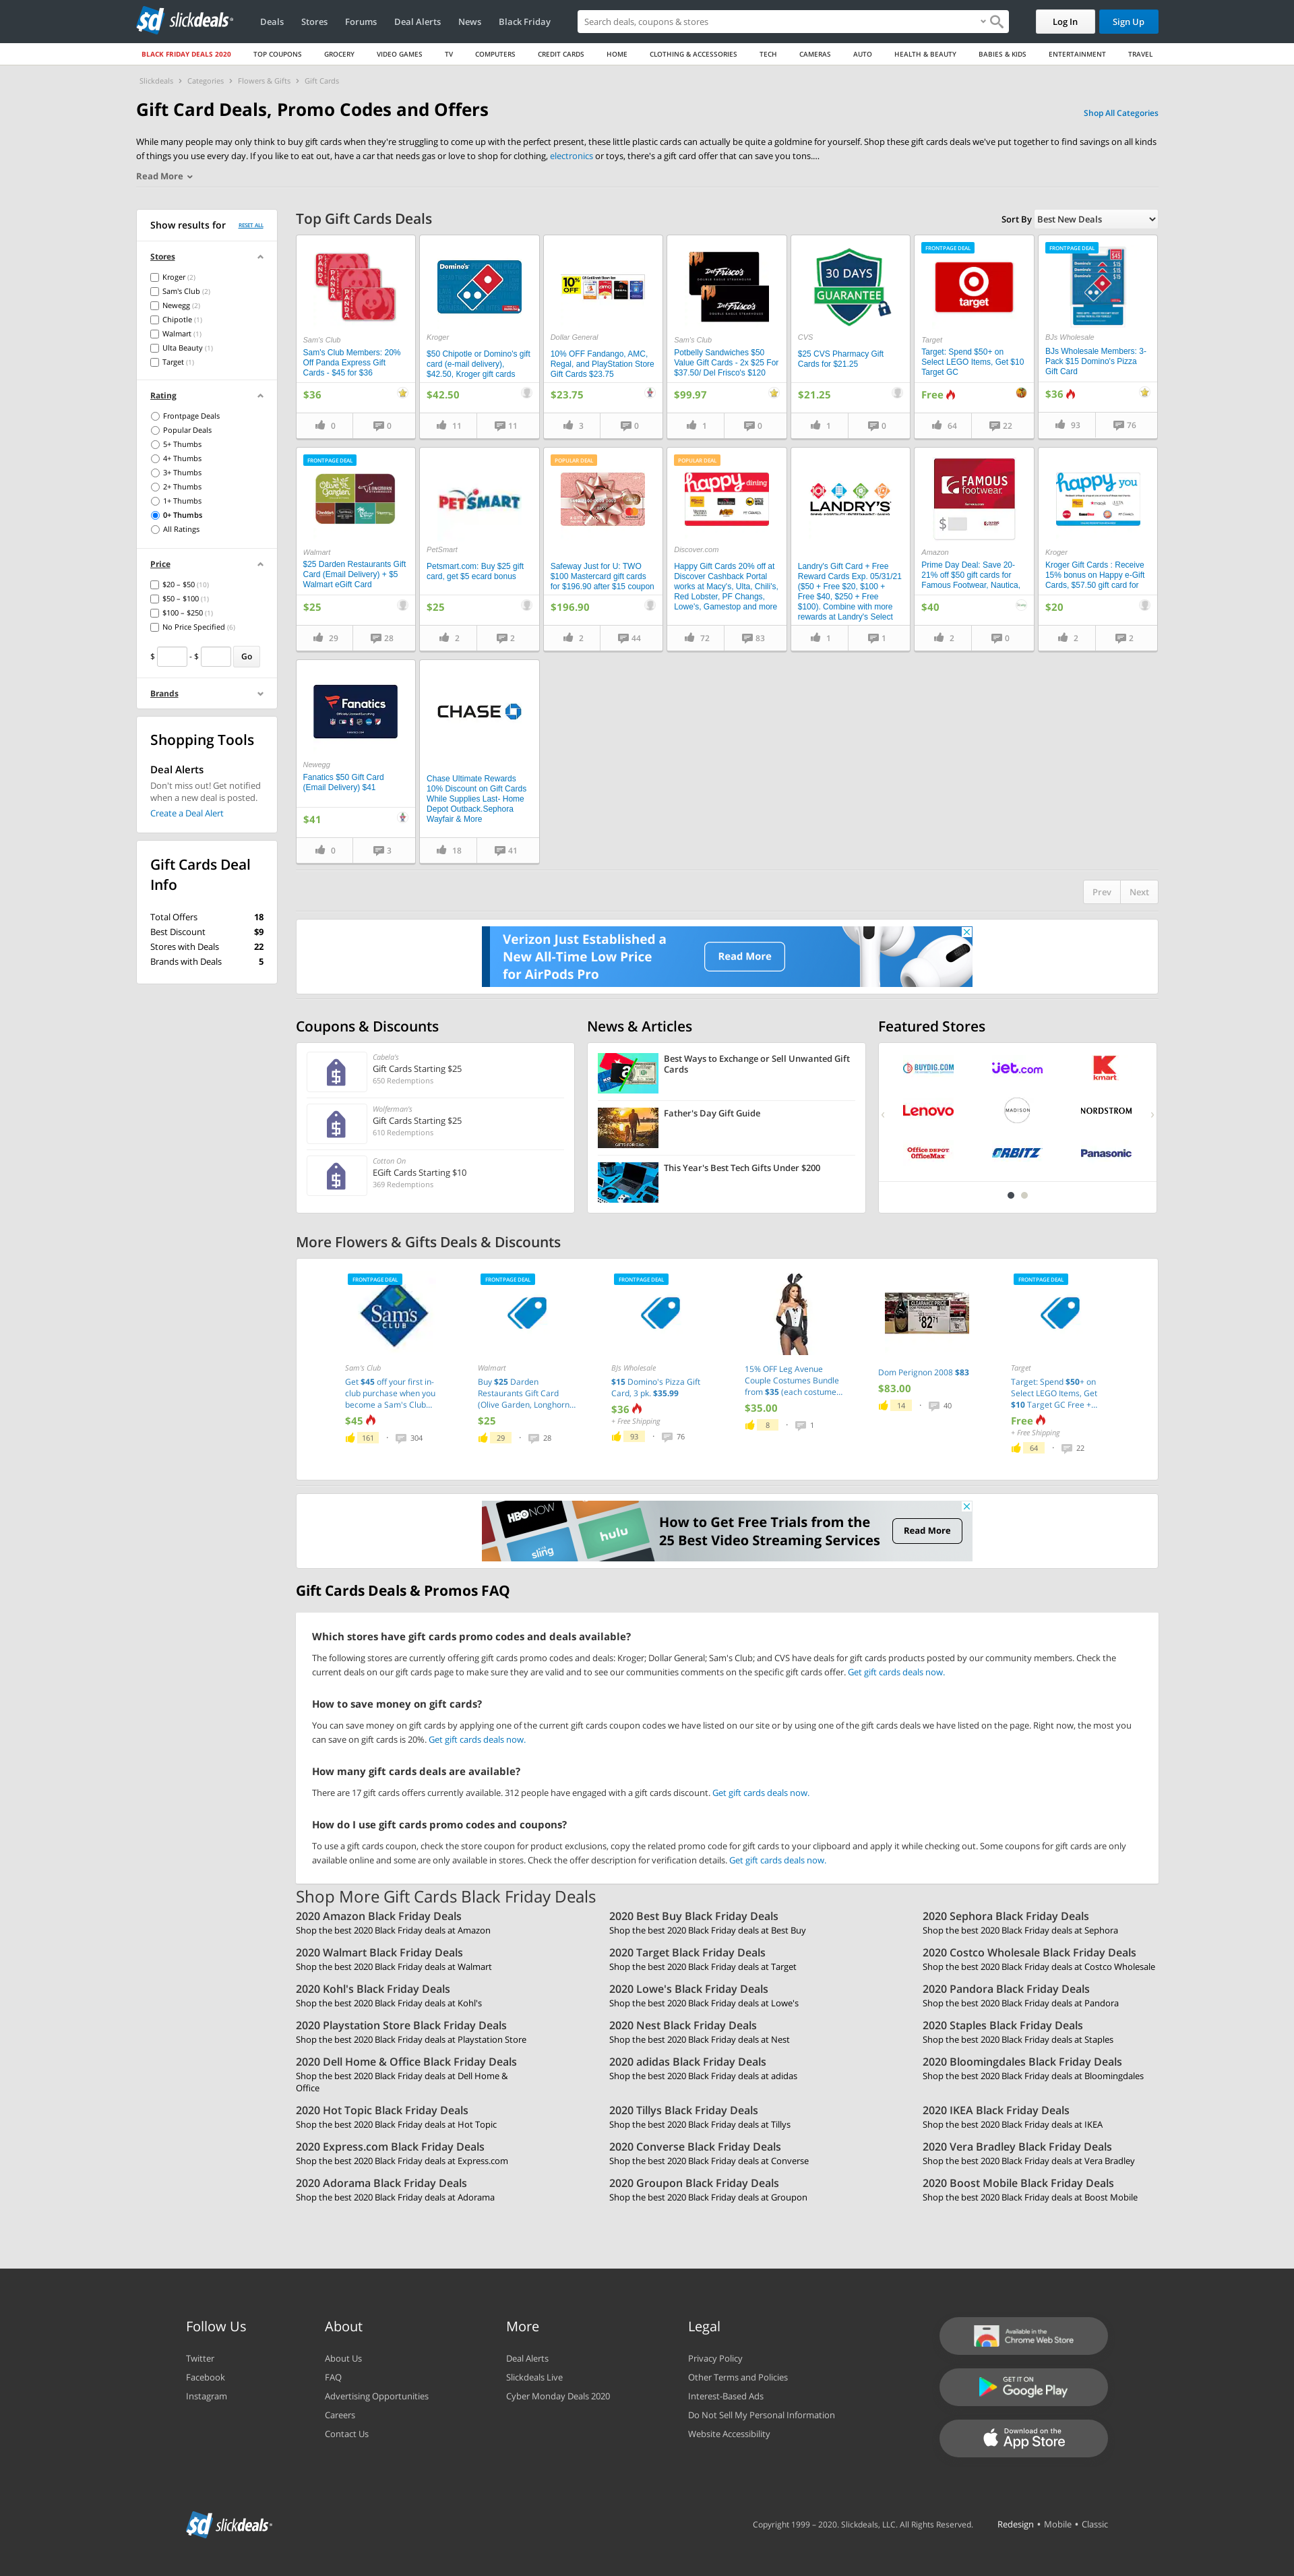 slickdeals
Deals Stores Forums Deal Alerts News Black Friday
Search deals, coupons & stores
Log In
Sign Up
BLACK FRIDAY DEALS 2020 TOP COUPONS GROCERY VIDEO GAMES TV COMPUTERS CREDIT CARDS HOME CLOTHING & ACCESSORIES TECH CAMERAS AUTO HEALTH & BEAUTY BABIES & KIDS ENTERTAINMENT TRAVEL
Slickdeals › Categories › Flowers & Gifts › Gift Cards
Gift Card Deals, Promo Codes and Offers
Shop All Categories
While many people may only think to buy gift cards when they're struggling to come up with the perfect present, these little plastic cards can actually be quite a goldmine for yourself. Shop these gift cards deals we've put together to find savings on all kinds
of things you use every day. If you like to eat out, have a car that needs gas or love to shop for clothing, electronics or toys, there's a gift card offer that can save you tons....
Read More
Show results for RESET ALL
Stores
Kroger (2)
Sam's Club (2)
Newegg (2)
Chipotle (1)
Walmart (1)
Ulta Beauty (1)
Target (1)
Rating
Frontpage Deals
Popular Deals
5+ Thumbs
4+ Thumbs
3+ Thumbs
2+ Thumbs
1+ Thumbs
0+ Thumbs
All Ratings
Price
$20 – $50 (10)
$50 – $100 (1)
$100 – $250 (1)
No Price Specified (6)
$ - $ Go
Brands
Shopping Tools
Deal Alerts
Don't miss out! Get notified
when a new deal is posted.
Create a Deal Alert
Gift Cards Deal
Info
Total Offers 18
Best Discount $9
Stores with Deals 22
Brands with Deals 5
Top Gift Cards Deals
Sort By Best New Deals
PANDA
Sam's Club
Sam's Club Members: 20%
Off Panda Express Gift
Cards - $45 for $36
$36
0 0
Domino's
Kroger
$50 Chipotle or Domino's gift
card (e-mail delivery),
$42.50, Kroger gift cards
$42.50
11 11
10% OFF
Dollar General
10% OFF Fandango, AMC,
Regal, and PlayStation Store
Gift Cards $23.75
$23.75
3 0
Del Frisco's
Del Frisco's
Sam's Club
Potbelly Sandwiches $50
Value Gift Cards - 2x $25 For
$37.50/ Del Frisco's $120
$99.97
1 0
30 DAYS
GUARANTEE
CVS
$25 CVS Pharmacy Gift
Cards for $21.25
$21.25
1 0
FRONTPAGE DEAL
target
Target
Target: Spend $50+ on
Select LEGO Items, Get $10
Target GC
Free
64 22
FRONTPAGE DEAL
$45
$15
$15
$15
BJs Wholesale
BJs Wholesale Members: 3-
Pack $15 Domino's Pizza
Gift Card
$36
93 76
FRONTPAGE DEAL
Olive Garden
LONGHORN
Walmart
$25 Darden Restaurants Gift
Card (Email Delivery) + $5
Walmart eGift Card
$25
29 28
PETSMART
PetSmart
Petsmart.com: Buy $25 gift
card, get $5 ecard bonus
$25
2 2
POPULAR DEAL
Safeway Just for U: TWO
$100 Mastercard gift cards
for $196.90 after $15 coupon
$196.90
2 44
POPULAR DEAL
happy dining
Discover.com
Happy Gift Cards 20% off at
Discover Cashback Portal
works at Macy's, Ulta, Chili's,
Red Lobster, PF Changs,
Lowe's, Gamestop and more
72 83
LANDRY'S
Landry's Gift Card + Free
Reward Cards Exp. 05/31/21
($50 + Free $20, $100 +
Free $40, $250 + Free
$100). Combine with more
rewards at Landry's Select
1 1
FAMOUS
footwear
$
Amazon
Prime Day Deal: Save 20-
21% off $50 gift cards for
Famous Footwear, Nautica,
$40
2 0
happy you
Kroger
Kroger Gift Cards : Receive
15% bonus on Happy e-Gift
Cards, $57.50 gift card for
$20
2 2
Fanatics
Newegg
Fanatics $50 Gift Card
(Email Delivery) $41
$41
0 3
CHASE
Chase Ultimate Rewards
10% Discount on Gift Cards
While Supplies Last- Home
Depot Outback.Sephora
Wayfair & More
18 41
Prev Next
Verizon Just Established a
New All-Time Low Price
for AirPods Pro
Read More
Coupons & Discounts
Cabela's
Gift Cards Starting $25
650 Redemptions
Wolferman's
Gift Cards Starting $25
610 Redemptions
Cotton On
EGift Cards Starting $10
369 Redemptions
News & Articles
Best Ways to Exchange or Sell Unwanted Gift
Cards
Father's Day Gift Guide
This Year's Best Tech Gifts Under $200
Featured Stores
BUYDIG.COM jet.com kmart
Lenovo MADISON NORDSTROM
Office DEPOT OfficeMax ORBITZ Panasonic
More Flowers & Gifts Deals & Discounts
FRONTPAGE DEAL
Sam's CLUB
Sam's Club
Get $45 off your first in-
club purchase when you
become a Sam's Club...
$45
161 · 304
FRONTPAGE DEAL
Walmart
Buy $25 Darden
Restaurants Gift Card
(Olive Garden, Longhorn...
$25
29 · 28
FRONTPAGE DEAL
BJs Wholesale
$15 Domino's Pizza Gift
Card, 3 pk. $35.99
$36
+ Free Shipping
93 · 76
15% OFF Leg Avenue
Couple Costumes Bundle
from $35 (each costume...
$35.00
8 · 1
CLEARANCE PRICE
82.71
Dom Perignon 2008 $83
$83.00
14 · 40
FRONTPAGE DEAL
Target
Target: Spend $50+ on
Select LEGO Items, Get
$10 Target GC Free +...
Free
+ Free Shipping
64 · 22
HBO NOW
hulu
sling
How to Get Free Trials from the
25 Best Video Streaming Services
Read More
Gift Cards Deals & Promos FAQ
Which stores have gift cards promo codes and deals available?
The following stores are currently offering gift cards promo codes and deals: Kroger; Dollar General; Sam's Club; and CVS have deals for gift cards products posted by our community members. Check the
current deals on our gift cards page to make sure they are valid and to see our communities comments on the specific gift cards offer. Get gift cards deals now.
How to save money on gift cards?
You can save money on gift cards by applying one of the current gift cards coupon codes we have listed on our site or by using one of the gift cards deals we have listed on the page. Right now, the most you
can save on gift cards is 20%. Get gift cards deals now.
How many gift cards deals are available?
There are 17 gift cards offers currently available. 312 people have engaged with a gift cards discount. Get gift cards deals now.
How do I use gift cards promo codes and coupons?
To use a gift cards coupon, check the store coupon for product exclusions, copy the related promo code for gift cards to your clipboard and apply it while checking out. Some coupons for gift cards are only
available online and some are only available in stores. Check the offer description for verification details. Get gift cards deals now.
Shop More Gift Cards Black Friday Deals
2020 Amazon Black Friday Deals
Shop the best 2020 Black Friday deals at Amazon
2020 Best Buy Black Friday Deals
Shop the best 2020 Black Friday deals at Best Buy
2020 Sephora Black Friday Deals
Shop the best 2020 Black Friday deals at Sephora
2020 Walmart Black Friday Deals
Shop the best 2020 Black Friday deals at Walmart
2020 Target Black Friday Deals
Shop the best 2020 Black Friday deals at Target
2020 Costco Wholesale Black Friday Deals
Shop the best 2020 Black Friday deals at Costco Wholesale
2020 Kohl's Black Friday Deals
Shop the best 2020 Black Friday deals at Kohl's
2020 Lowe's Black Friday Deals
Shop the best 2020 Black Friday deals at Lowe's
2020 Pandora Black Friday Deals
Shop the best 2020 Black Friday deals at Pandora
2020 Playstation Store Black Friday Deals
Shop the best 2020 Black Friday deals at Playstation Store
2020 Nest Black Friday Deals
Shop the best 2020 Black Friday deals at Nest
2020 Staples Black Friday Deals
Shop the best 2020 Black Friday deals at Staples
2020 Dell Home & Office Black Friday Deals
Shop the best 2020 Black Friday deals at Dell Home &
Office
2020 adidas Black Friday Deals
Shop the best 2020 Black Friday deals at adidas
2020 Bloomingdales Black Friday Deals
Shop the best 2020 Black Friday deals at Bloomingdales
2020 Hot Topic Black Friday Deals
Shop the best 2020 Black Friday deals at Hot Topic
2020 Tillys Black Friday Deals
Shop the best 2020 Black Friday deals at Tillys
2020 IKEA Black Friday Deals
Shop the best 2020 Black Friday deals at IKEA
2020 Express.com Black Friday Deals
Shop the best 2020 Black Friday deals at Express.com
2020 Converse Black Friday Deals
Shop the best 2020 Black Friday deals at Converse
2020 Vera Bradley Black Friday Deals
Shop the best 2020 Black Friday deals at Vera Bradley
2020 Adorama Black Friday Deals
Shop the best 2020 Black Friday deals at Adorama
2020 Groupon Black Friday Deals
Shop the best 2020 Black Friday deals at Groupon
2020 Boost Mobile Black Friday Deals
Shop the best 2020 Black Friday deals at Boost Mobile
Follow Us
Twitter
Facebook
Instagram
About
About Us
FAQ
Advertising Opportunities
Careers
Contact Us
More
Deal Alerts
Slickdeals Live
Cyber Monday Deals 2020
Legal
Privacy Policy
Other Terms and Policies
Interest-Based Ads
Do Not Sell My Personal Information
Website Accessibility
Available in the
Chrome Web Store
GET IT ON
Google Play
Download on the
App Store
slickdeals
Copyright 1999 – 2020. Slickdeals, LLC. All Rights Reserved.
Redesign • Mobile • Classic